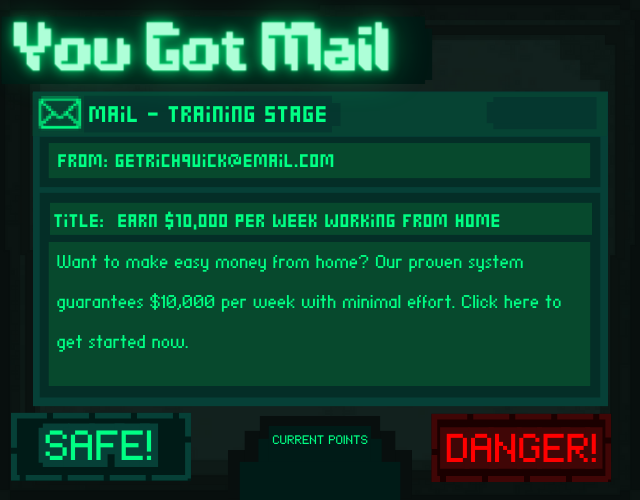 You Got Mail
MAiL - TRAiNiNG STAGE
FROM: GETRiCHQUiCK@EMAiL.COM
TiTLE: EARN $10,000 PER WEEK WORKiNG FROM HOME
Want to make easy money from home? Our proven system
guarantees $10,000 per week with minimal effort. Click here to
get started now.
SAFE!
CURRENT POINTS
DANGER!